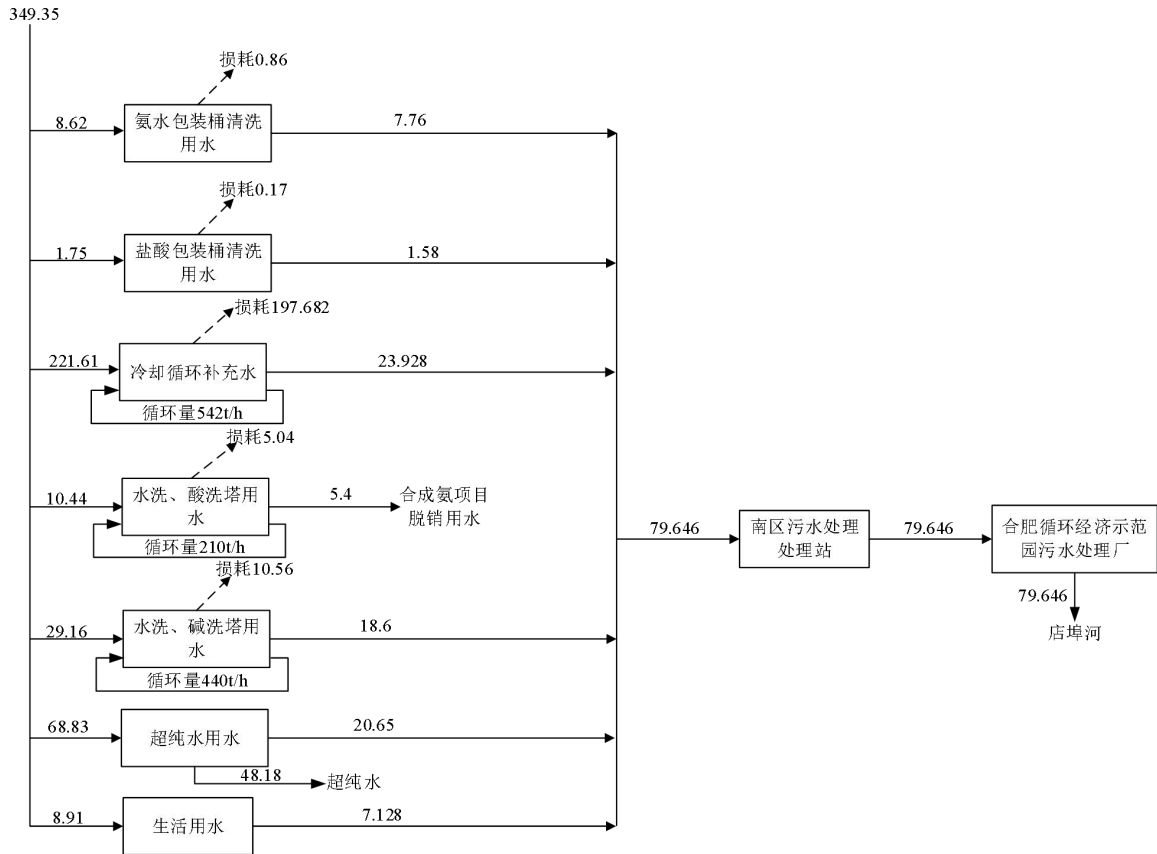 349.35
损耗0.86
8.62
氨水包装桶清洗
用水
7.76
损耗0.17
1.75
盐酸包装桶清洗
用水
1.58
损耗197.682
221.61
冷却循环补充水
23.928
循环量542t/h
损耗5.04
10.44
水洗、酸洗塔用
水
5.4
合成氨项目
脱销用水
循环量210t/h
79.646
南区污水处理
处理站
79.646
合肥循环经济示范
园污水处理厂
79.646
店埠河
损耗10.56
29.16
水洗、碱洗塔用
水
18.6
循环量440t/h
68.83
超纯水用水
20.65
48.18
超纯水
8.91
生活用水
7.128